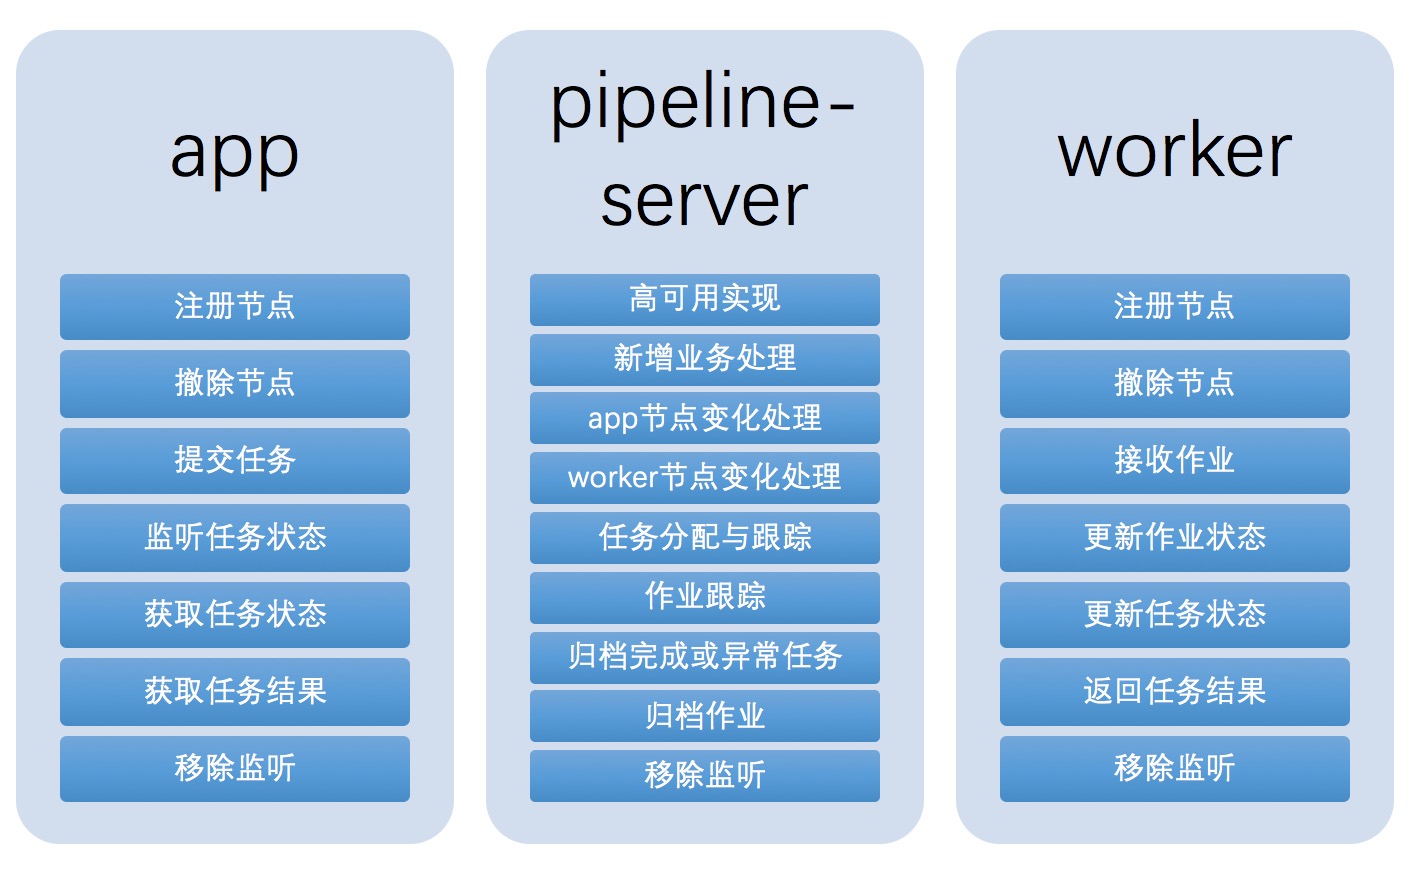 app
注册节点
撤除节点
提交任务
监听任务状态
获取任务状态
获取任务结果
移除监听
pipeline-
server
高可用实现
新增业务处理
app节点变化处理
worker节点变化处理
任务分配与跟踪
作业跟踪
归档完成或异常任务
归档作业
移除监听
worker
注册节点
撤除节点
接收作业
更新作业状态
更新任务状态
返回任务结果
移除监听